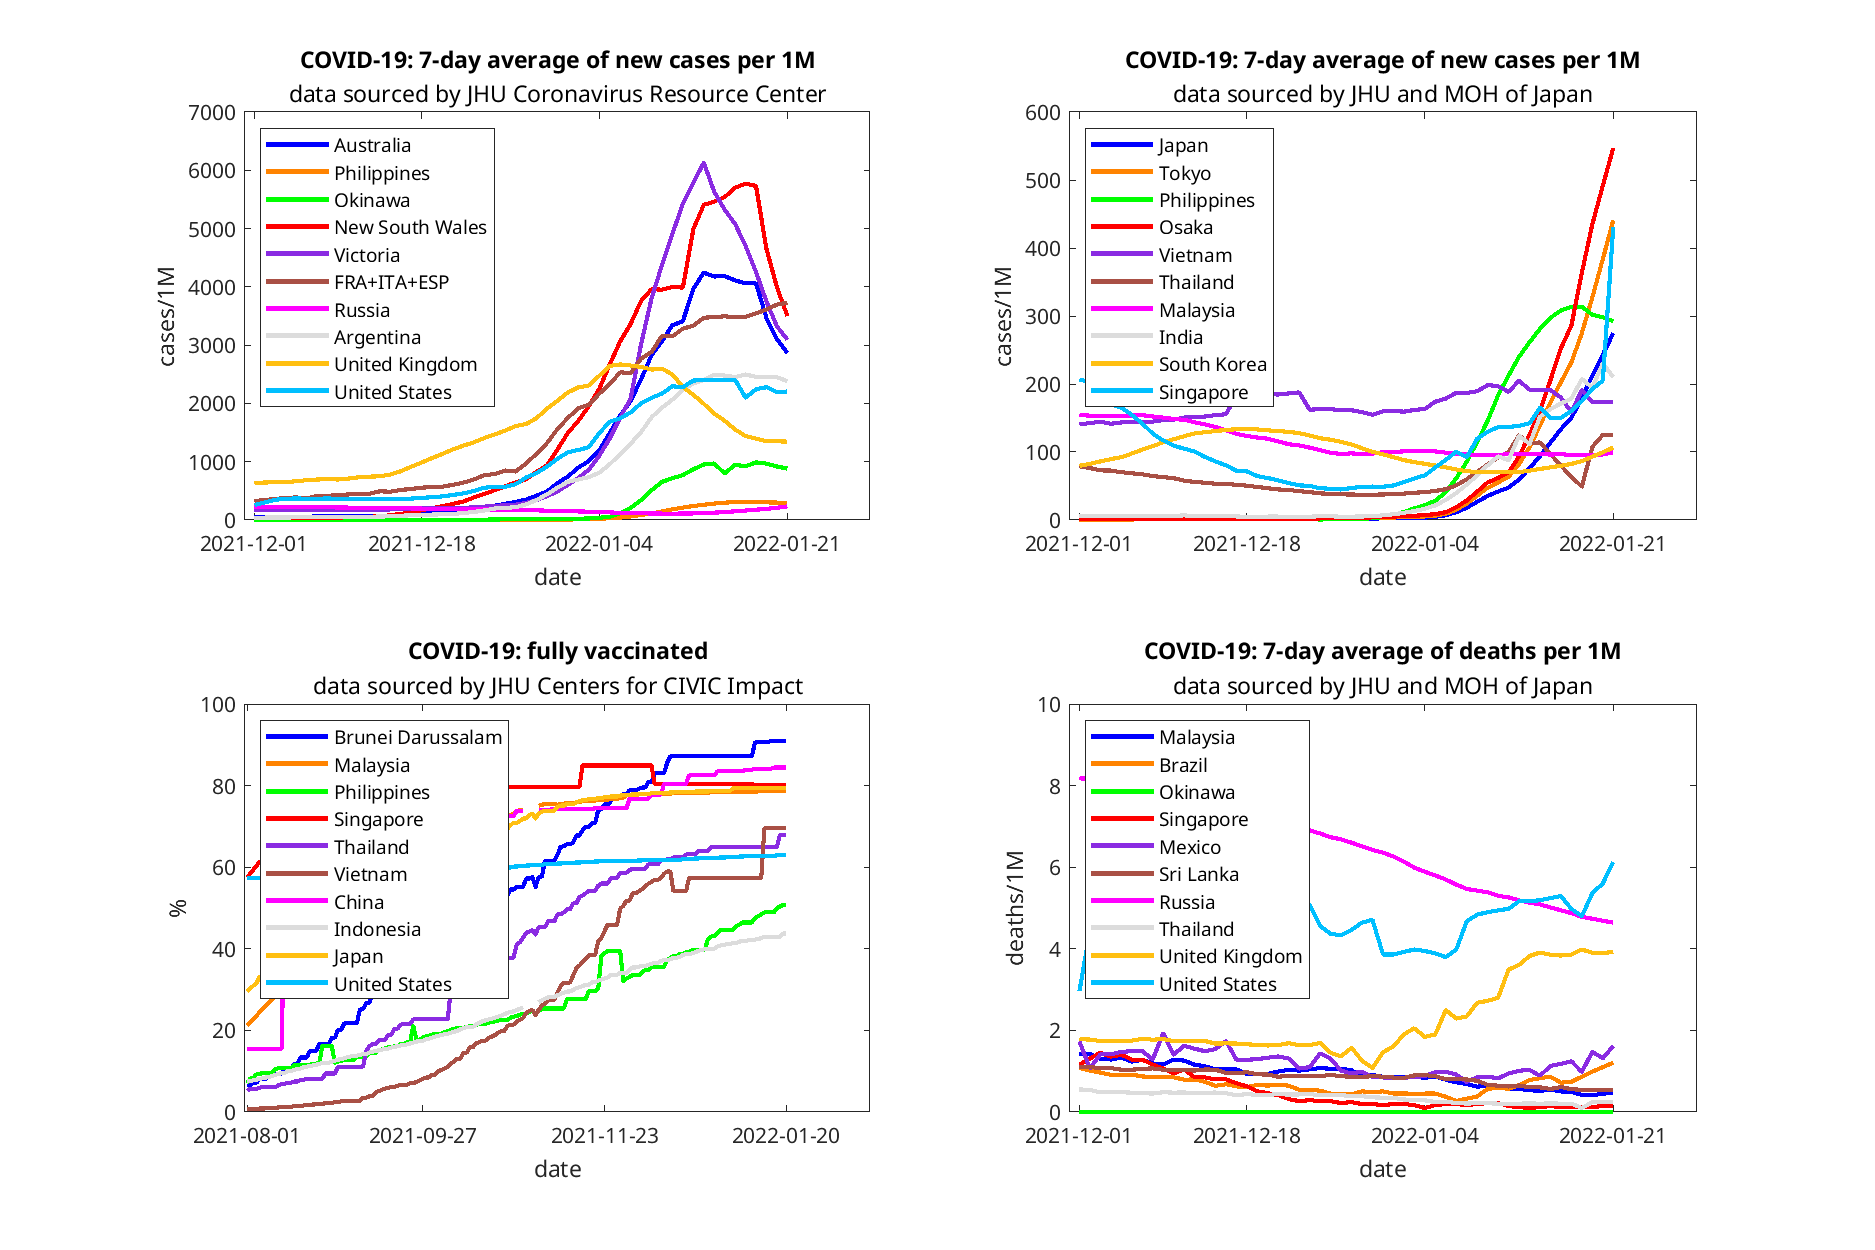 COVID-19: 7-day average of new cases per 1M
data sourced by JHU Coronavirus Resource Center
7000
6000
5000
4000
3000
2000
1000
0
cases/1M
Australia
Philippines
Okinawa
New South Wales
Victoria
FRA+ITA+ESP
Russia
Argentina
United Kingdom
United States
2021-12-01
2021-12-18
2022-01-04
2022-01-21
date
COVID-19: 7-day average of new cases per 1M
data sourced by JHU and MOH of Japan
600
500
400
300
200
100
0
cases/1M
Japan
Tokyo
Philippines
Osaka
Vietnam
Thailand
Malaysia
India
South Korea
Singapore
2021-12-01
2021-12-18
2022-01-04
2022-01-21
date
COVID-19: fully vaccinated
data sourced by JHU Centers for CIVIC Impact
100
80
60
40
20
0
%
Brunei Darussalam
Malaysia
Philippines
Singapore
Thailand
Vietnam
China
Indonesia
Japan
United States
2021-08-01
2021-09-27
2021-11-23
2022-01-20
date
COVID-19: 7-day average of deaths per 1M
data sourced by JHU and MOH of Japan
10
8
6
4
2
0
deaths/1M
Malaysia
Brazil
Okinawa
Singapore
Mexico
Sri Lanka
Russia
Thailand
United Kingdom
United States
2021-12-01
2021-12-18
2022-01-04
2022-01-21
date